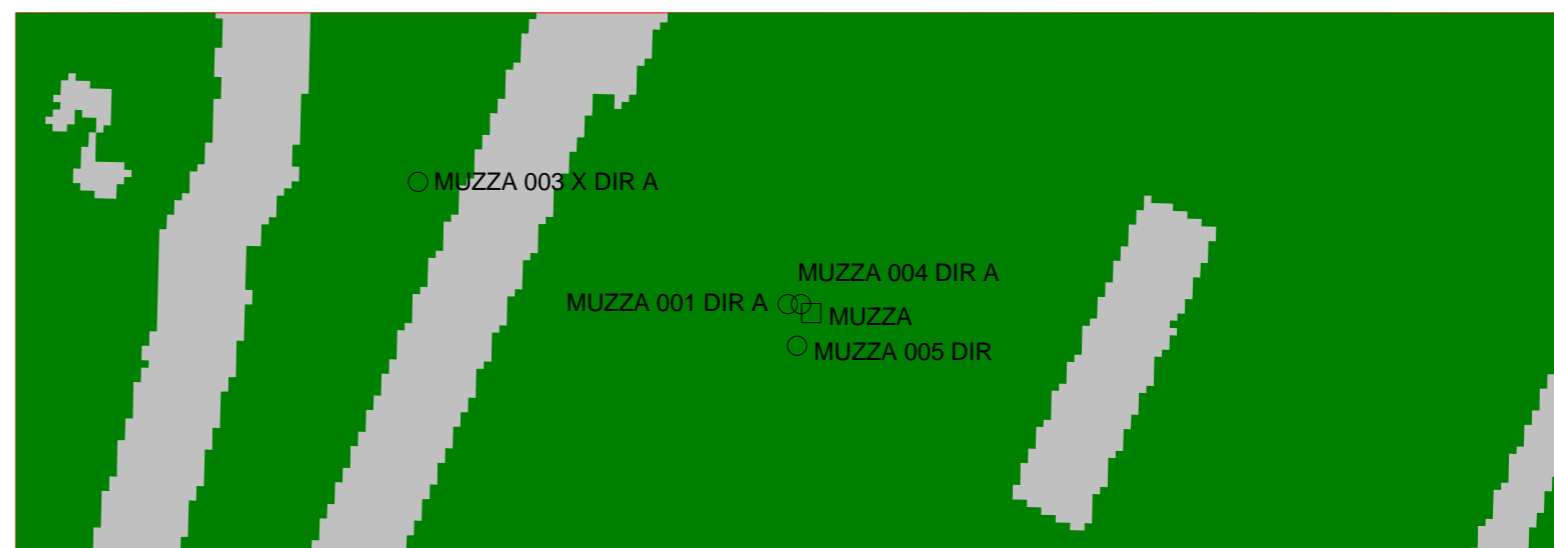 MUZZA 003 X DIR A
MUZZA 004 DIR A
MUZZA 001 DIR A
MUZZA
MUZZA 005 DIR